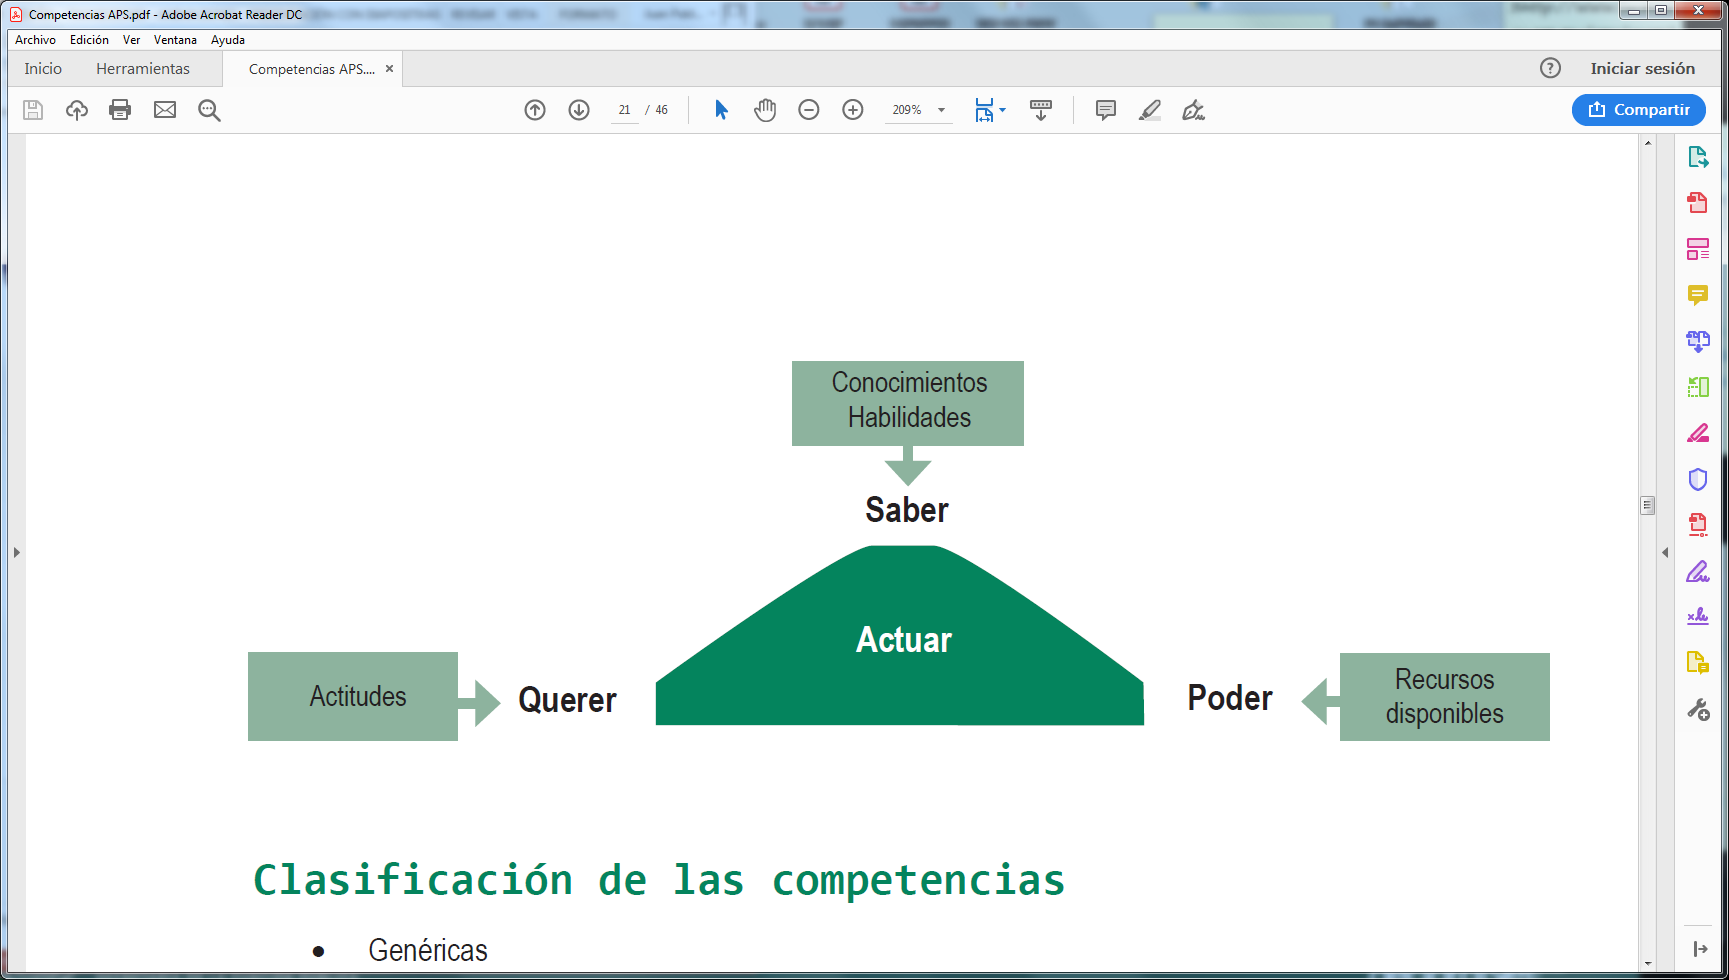 Competencias APS.pdf - Adobe Acrobat Reader DC
Archivo Edición Ver Ventana Ayuda
Inicio Herramientas Competencias APS.... × ? Iniciar sesión
21 / 46 209% Compartir
Conocimientos
Habilidades
Saber
Actuar
Actitudes
Querer
Poder
Recursos
disponibles
Clasificación de las competencias
• Genéricas